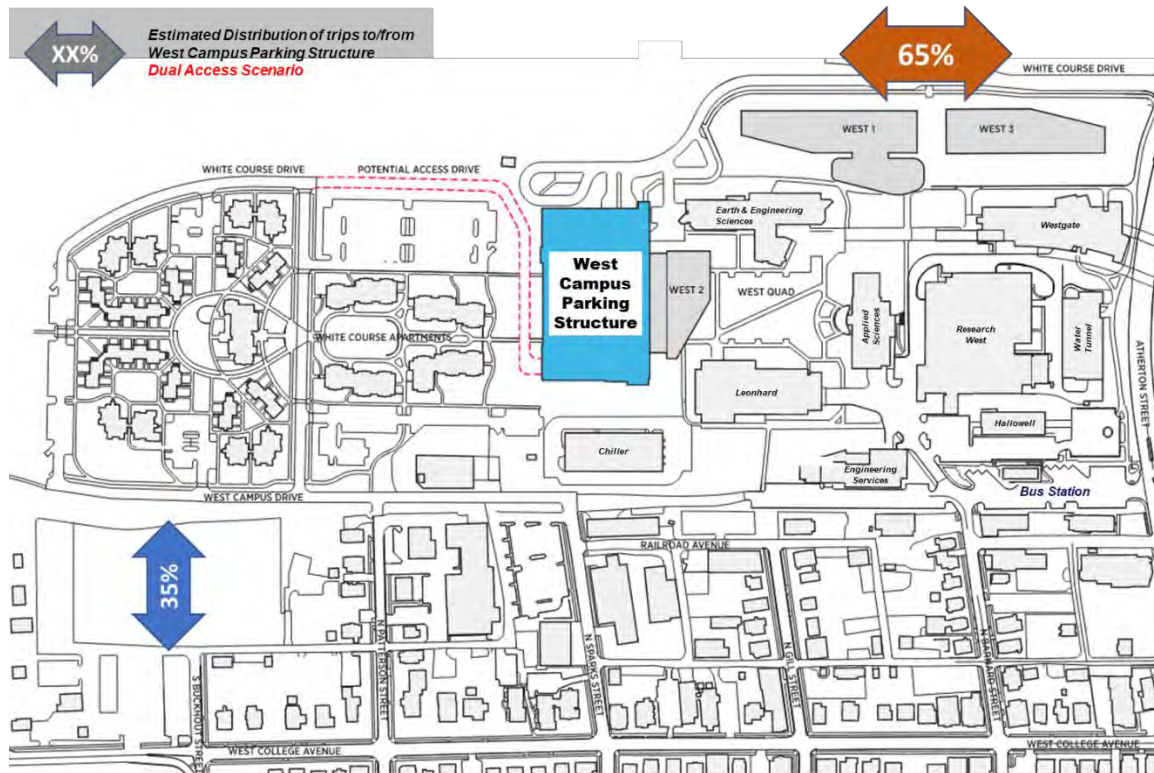 XX%
Estimated Distribution of trips to/from
West Campus Parking Structure
Dual Access Scenario
65%
WHITE COURSE DRIVE
WEST 1
WEST 3
WHITE COURSE DRIVE
POTENTIAL ACCESS DRIVE
Earth & Engineering
Sciences
Westgate
West
Campus
Parking
Structure
WEST 2
WEST QUAD
Applied
Sciences
Research
West
Water
Tunnel
ATHERTON STREET
WHITE COURSE APARTMENTS
Leonhard
Hallowell
Chiller
Engineering
Services
Bus Station
WEST CAMPUS DRIVE
35%
RAILROAD AVENUE
N PATTERSON STREET
N SPARKS STREET
N GILL STREET
N BARNARD STREET
S BUCKHOUT STREET
WEST COLLEGE AVENUE
WEST COLLEGE AVENUE